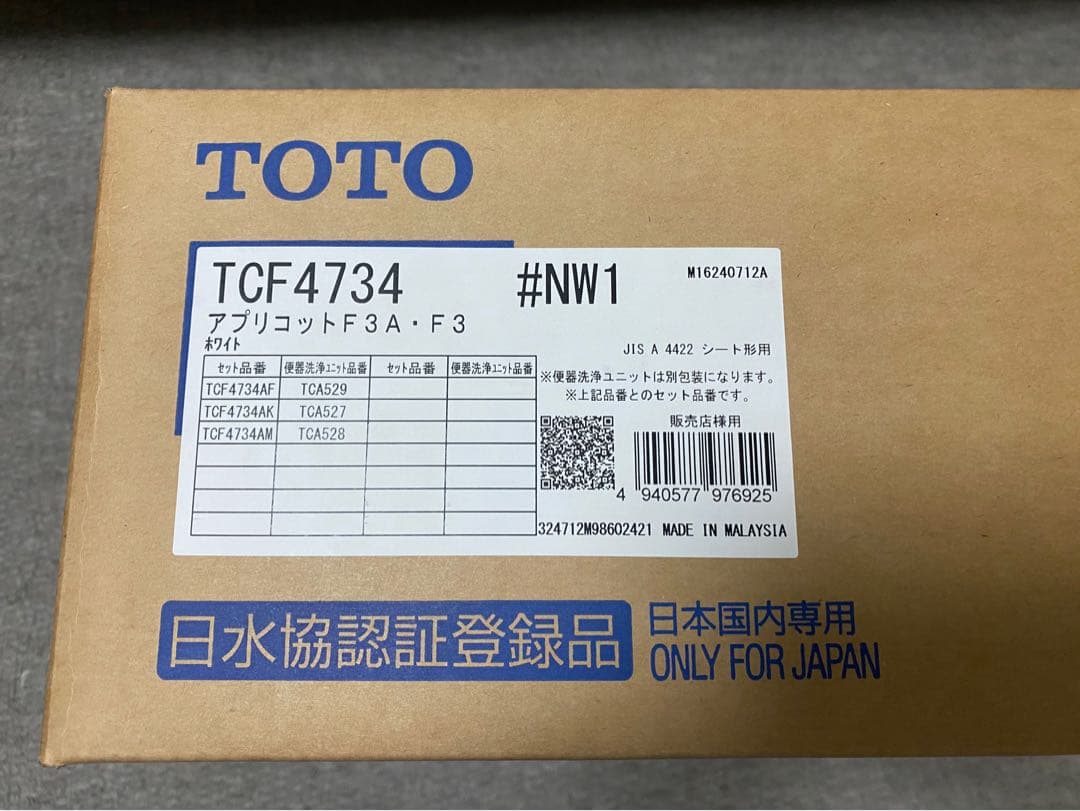 TOTO
TCF4734 #NW1 M16240712A
アプリコットF3A・F3
ホワイト
JIS A 4422 シート形用
セット品番 便器洗浄ユニット品番 セット品番 便器洗浄ユニット品番
TCF4734AF TCA529
TCF4734AK TCA527
TCF4734AM TCA528
※便器洗浄ユニットは別包装になります。
※上記品番とのセット品番です。
販売店様用
4 940577 976925
324712M98602421 MADE IN MALAYSIA
日水協認証登録品
日本国内専用
ONLY FOR JAPAN